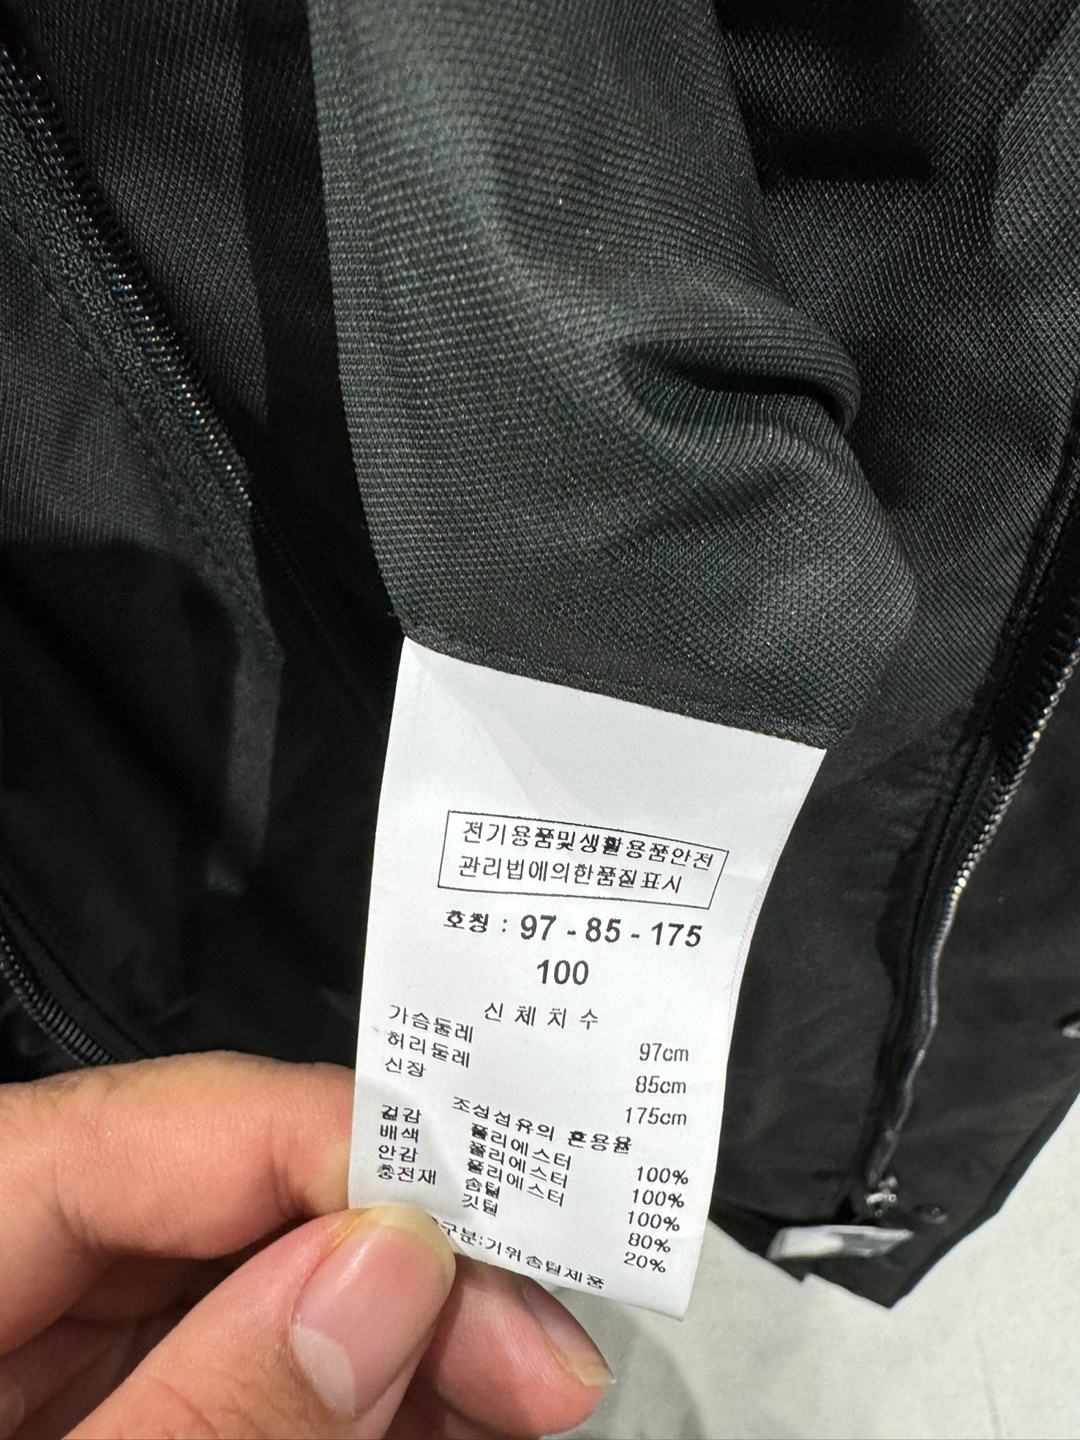 전기용품및생활용품안전
관리법에의한품질표시
호칭 : 97 - 85 - 175
100
신 체 치 수
가슴둘레 97cm
허리둘레 85cm
신장 175cm
조성섬유의 혼용율
겉감 폴리에스터 100%
배색 폴리에스터 100%
안감 폴리에스터 100%
충전재 솜털 80%
깃털 20%
구분:거위솜털제품